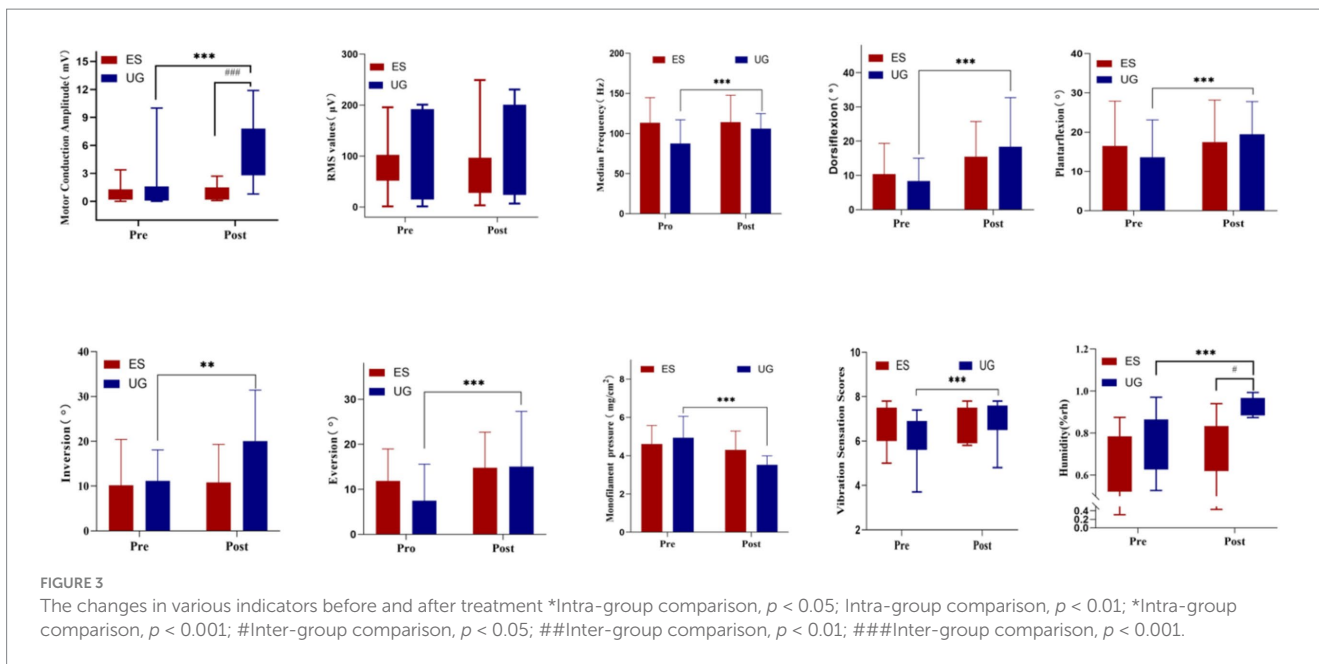 Motor Conduction Amplitude( mV)
15
12
9
6
3
0
ES
UG
***
###
Pre
Post
RMS values( μV)
300
200
100
0
ES
UG
Pre
Post
Median Frequency( Hz)
200
150
100
50
0
ES
UG
***
Pro
Post
Dorsiflexion( °)
40
30
20
10
0
ES
UG
***
Pre
Post
Plantarflexion( °)
40
30
20
10
0
ES
UG
***
Pre
Post
Inversion( °)
40
30
20
10
0
ES
UG
**
Pre
Post
Eversion( °)
40
30
20
10
0
ES
UG
***
Pro
Post
Monofilament pressure( mg/cm²)
8
6
4
2
0
ES
UG
***
Pre
Post
Vibration Sensation Scores
10
8
6
4
2
ES
UG
***
Pre
Post
Humidity(%rh)
1.2
1.0
0.8
0.6
0.4
0.2
0.0
ES
UG
***
#
Pre
Post
FIGURE 3
The changes in various indicators before and after treatment *Intra-group comparison, p < 0.05; Intra-group comparison, p < 0.01; *Intra-group
comparison, p < 0.001; #Inter-group comparison, p < 0.05; ##Inter-group comparison, p < 0.01; ###Inter-group comparison, p < 0.001.